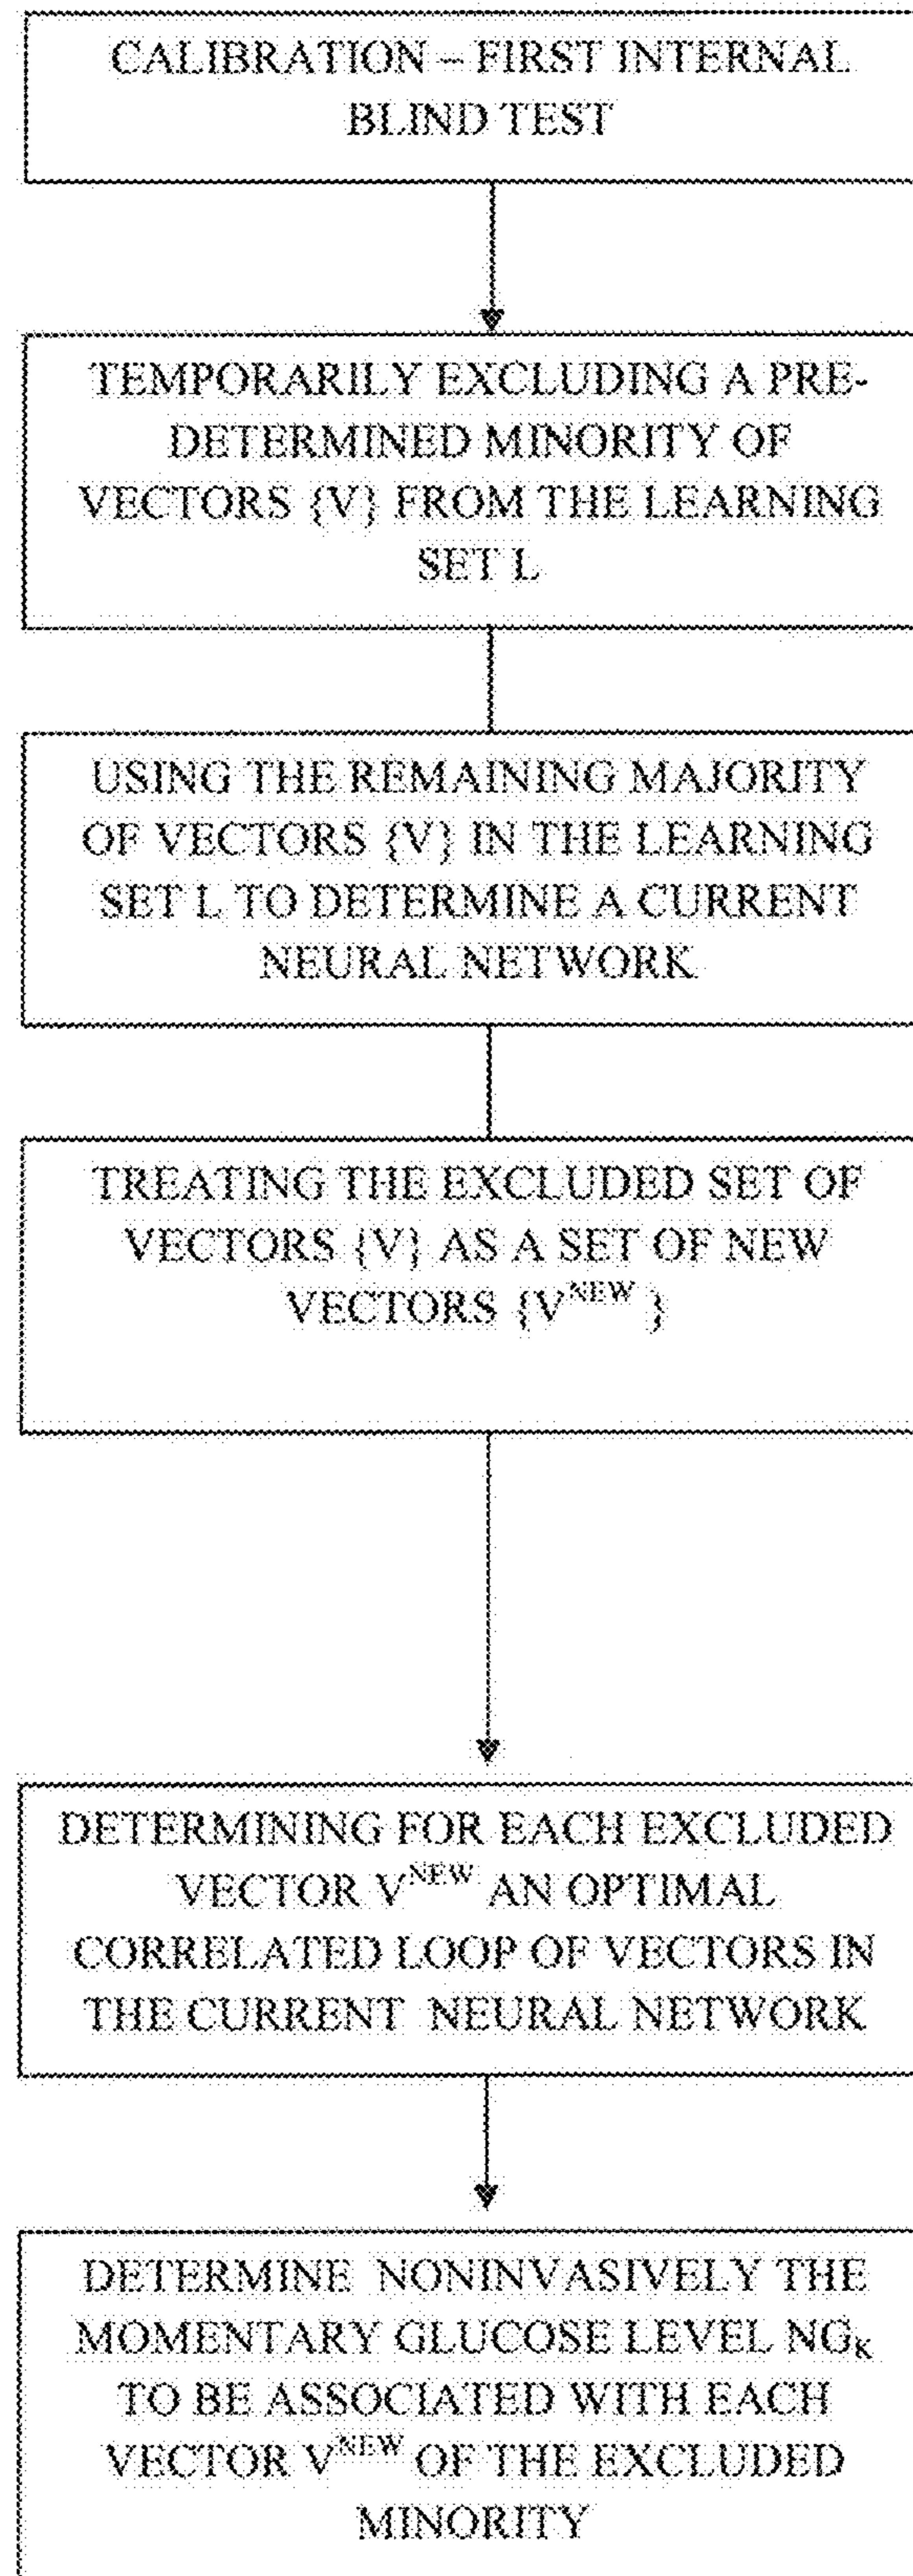 CALIBRATION – FIRST INTERNAL
BLIND TEST
TEMPORARILY EXCLUDING A PRE-
DETERMINED MINORITY OF
VECTORS {V} FROM THE LEARNING
SET L
USING THE REMAINING MAJORITY
OF VECTORS {V} IN THE LEARNING
SET L TO DETERMINE A CURRENT
NEURAL NETWORK
TREATING THE EXCLUDED SET OF
VECTORS {V} AS A SET OF NEW
VECTORS {V^NEW }
DETERMINING FOR EACH EXCLUDED
VECTOR V^NEW AN OPTIMAL
CORRELATED LOOP OF VECTORS IN
THE CURRENT NEURAL NETWORK
DETERMINE NONINVASIVELY THE
MOMENTARY GLUCOSE LEVEL NG_K
TO BE ASSOCIATED WITH EACH
VECTOR V^NEW OF THE EXCLUDED
MINORITY